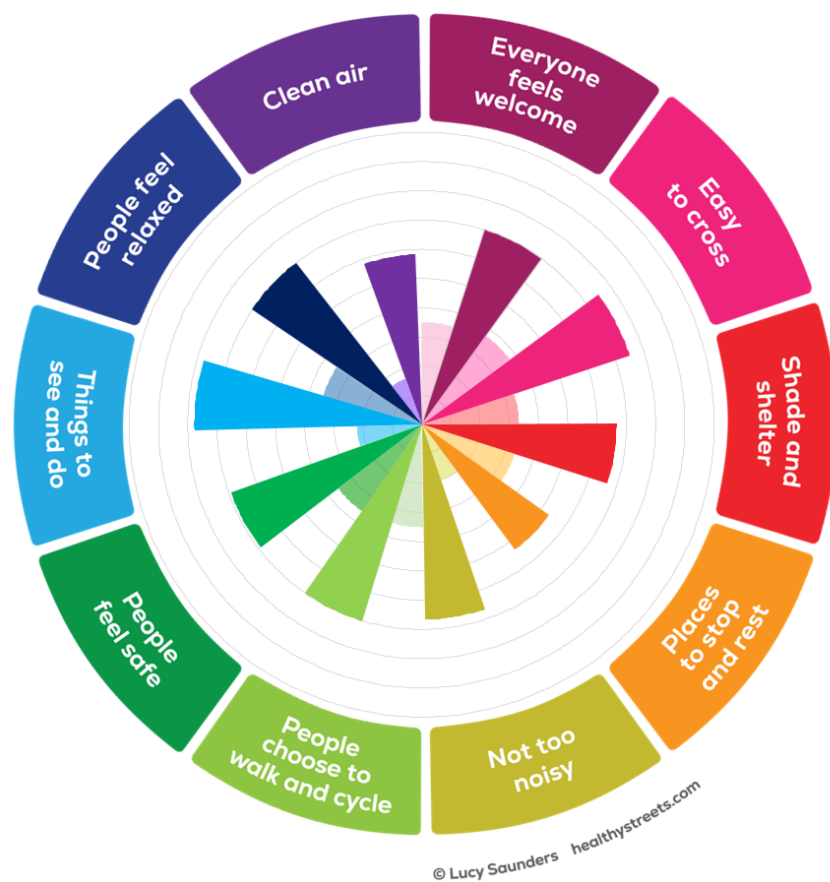 Clean air
Everyone
feels
welcome
Easy
to cross
Shade and
shelter
Places
to stop
and rest
Not too
noisy
People
choose to
walk and cycle
People
feel safe
Things to
see and do
People feel
relaxed
© Lucy Saunders healthystreets.com